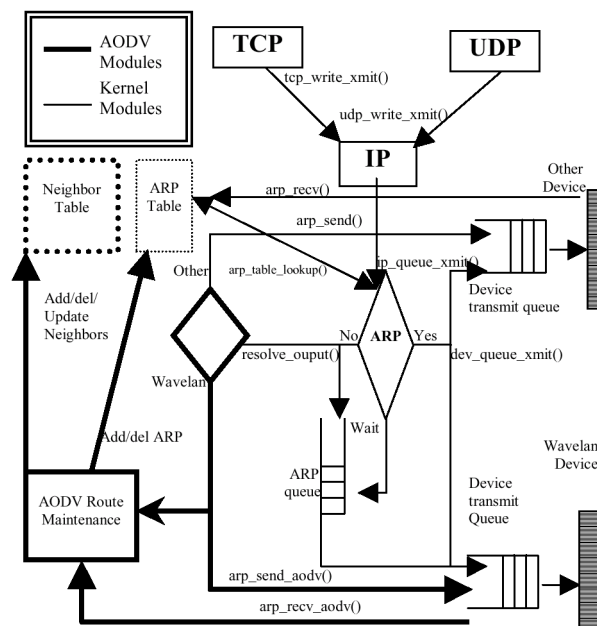 AODV
Modules
Kernel
Modules
TCP
UDP
tcp_write_xmit()
udp_write_xmit()
IP
Neighbor
Table
ARP
Table
arp_recv()
Other
Device
arp_send()
Other
arp_table_lookup()
ip_queue_xmit()
Device
transmit queue
Add/del/
Update
Neighbors
No
ARP
Yes
resolve_ouput()
dev_queue_xmit()
Wavelan
Wait
Add/del ARP
ARP
queue
Wavelan
Device
AODV Route
Maintenance
Device
transmit
Queue
arp_send_aodv()
arp_recv_aodv()